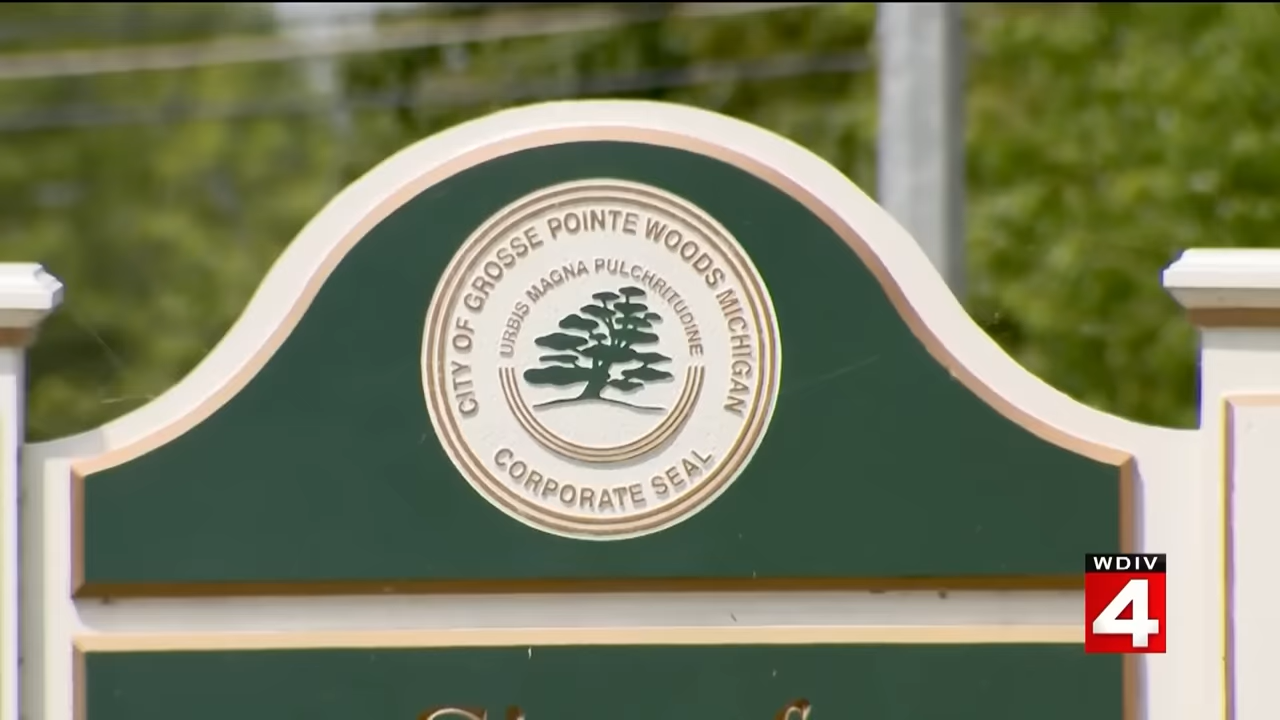 CITY OF GROSSE POINTE WOODS MICHIGAN
URBIS MAGNA PULCHRITUDINE
CORPORATE SEAL
WDIV
4